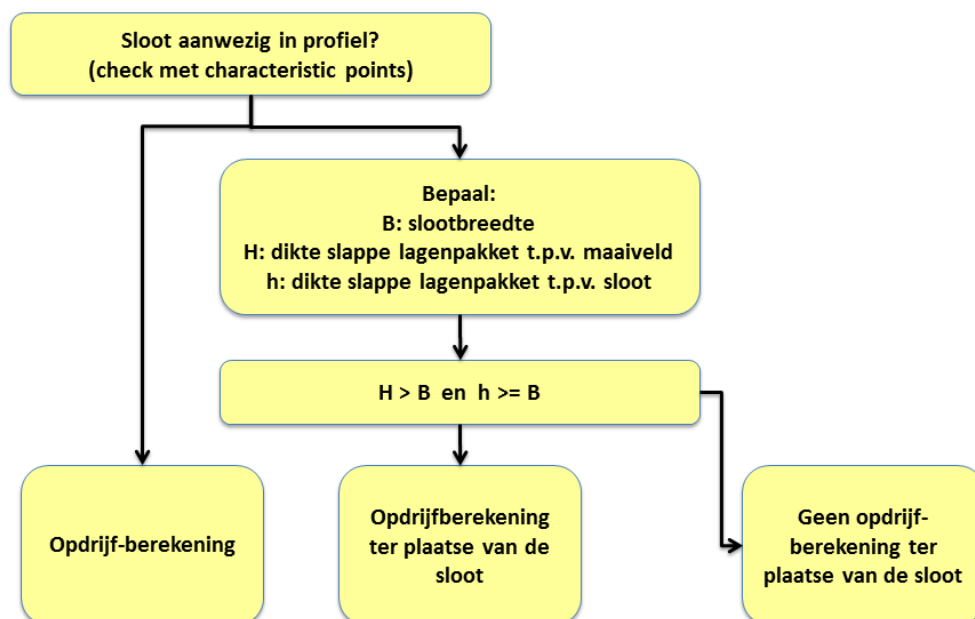 Sloot aanwezig in profiel?
(check met characteristic points)
Bepaal:
B: slootbreedte
H: dikte slappe lagenpakket t.p.v. maaiveld
h: dikte slappe lagenpakket t.p.v. sloot
H > B en h >= B
Opdrijf-berekening
Opdrijfberekening
ter plaatse van de
sloot
Geen opdrijf-
berekening ter
plaatse van de sloot